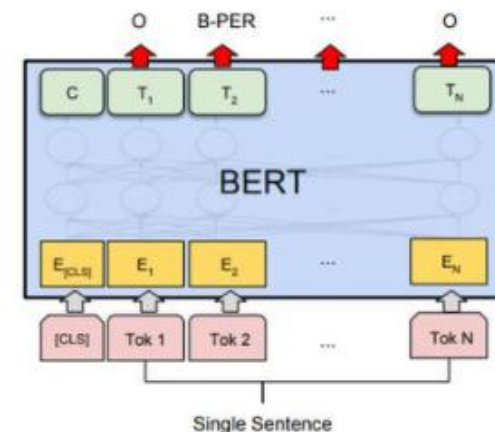 O B-PER ... O
C T1 T2 ... TN
BERT
E[CLS] E1 E2 ... EN
[CLS] Tok 1 Tok 2 ... Tok N
Single Sentence